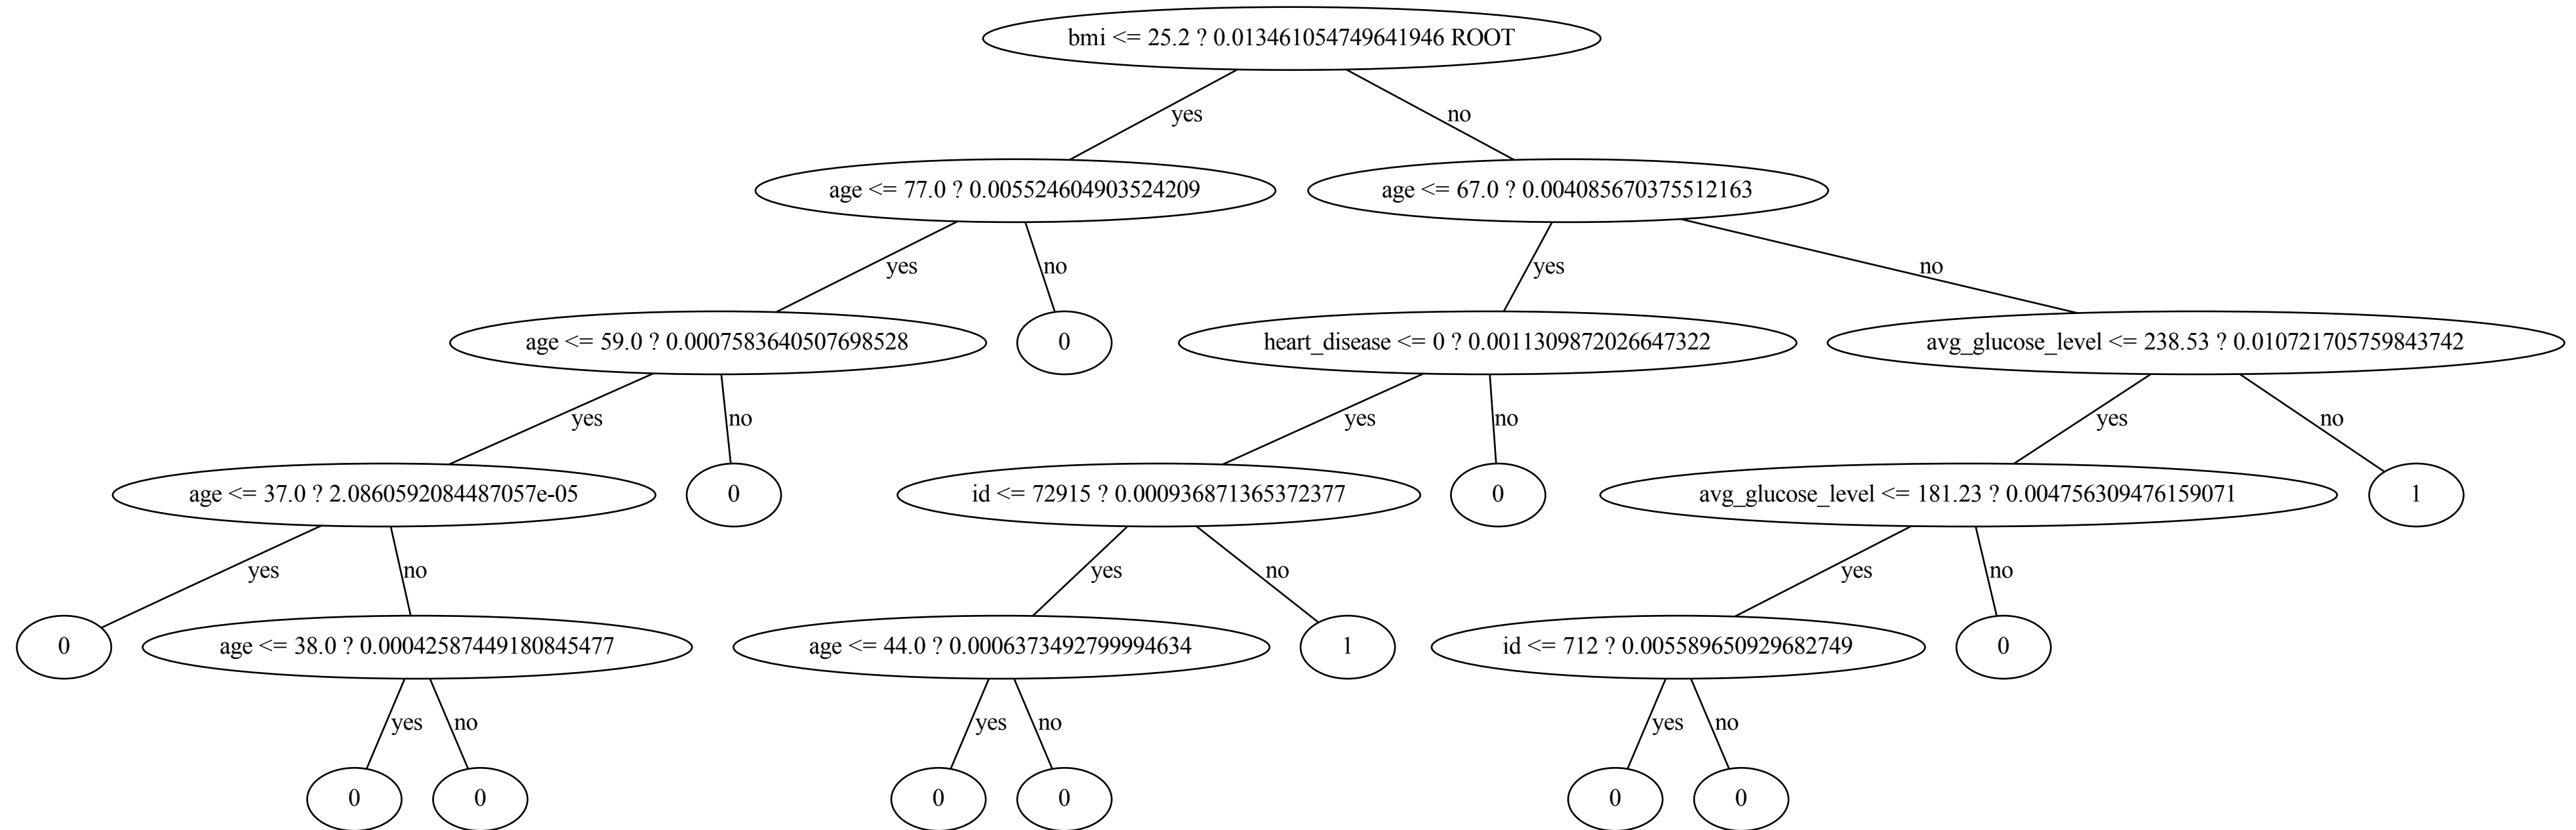 bmi <= 25.2 ? 0.013461054749641946 ROOT
yes
no
age <= 77.0 ? 0.005524604903524209
age <= 67.0 ? 0.004085670375512163
yes
no
yes
no
age <= 59.0 ? 0.0007583640507698528
0
heart_disease <= 0 ? 0.0011309872026647322
avg_glucose_level <= 238.53 ? 0.010721705759843742
yes
no
yes
no
yes
no
age <= 37.0 ? 2.0860592084487057e-05
0
id <= 72915 ? 0.000936871365372377
0
avg_glucose_level <= 181.23 ? 0.004756309476159071
1
yes
no
yes
no
yes
no
0
age <= 38.0 ? 0.00042587449180845477
age <= 44.0 ? 0.0006373492799994634
1
id <= 712 ? 0.005589650929682749
0
yes
no
yes
no
yes
no
0
0
0
0
0
0